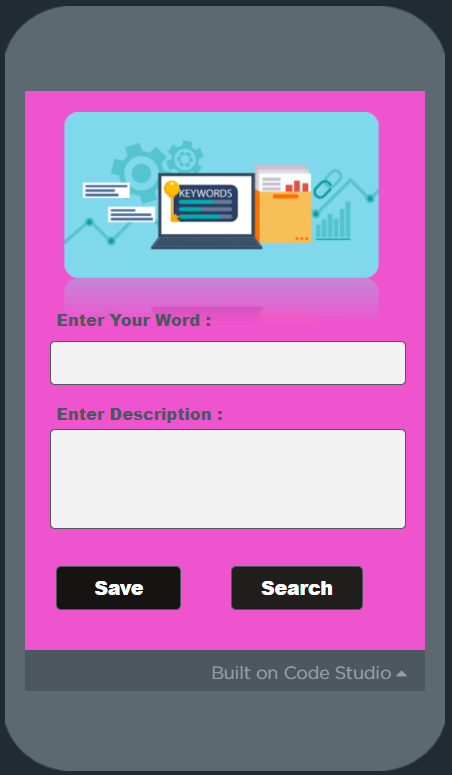 KEYWORDS
Enter Your Word :
Enter Description :
Save
Search
Built on Code Studio